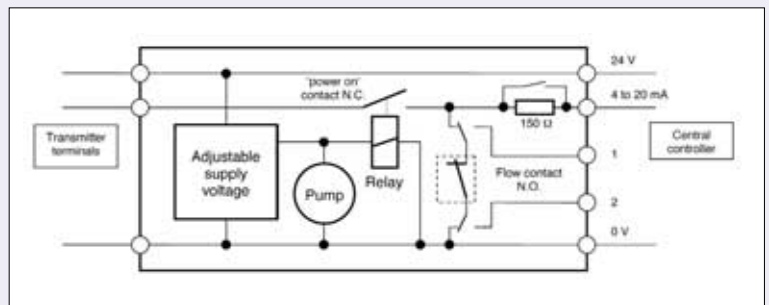 24 V
'power on'
contact N.C.
4 to 20 mA
150 Ω
Transmitter
terminals
Central
controller
Adjustable
supply
voltage
Pump
Relay
Flow contact
N.O.
1
2
0 V